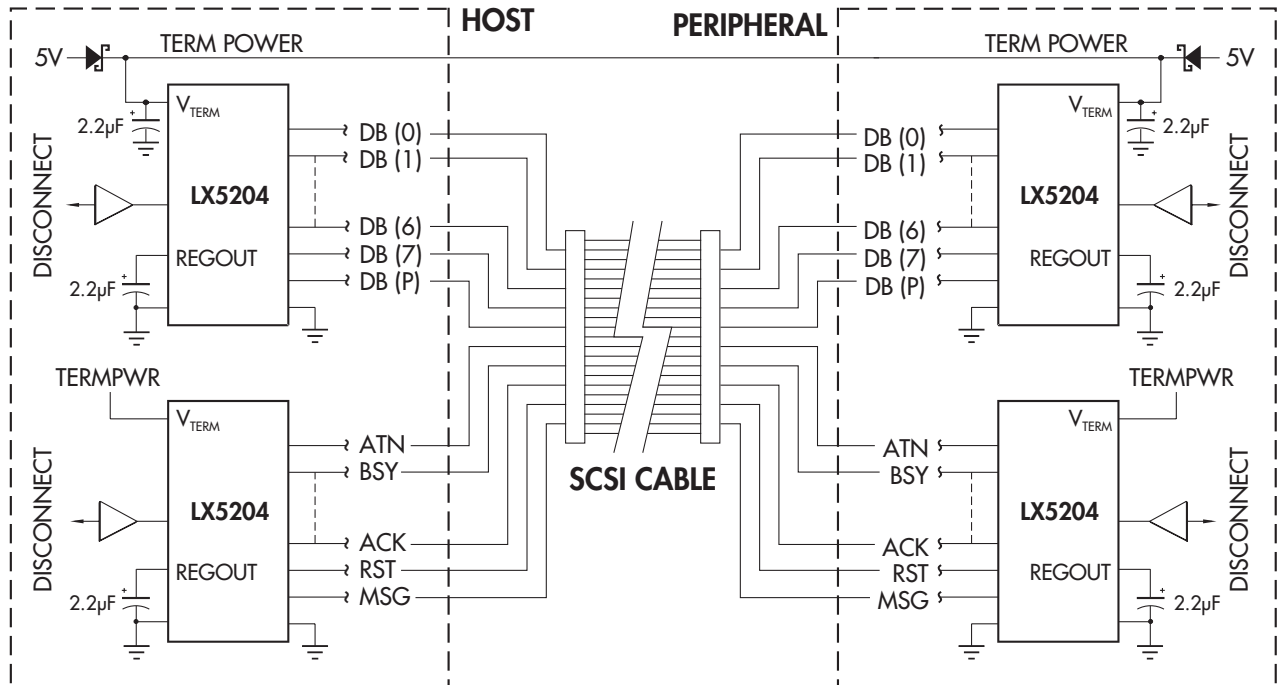 HOST
PERIPHERAL
5V
TERM POWER
TERM POWER
5V
VTERM
2.2µF
DISCONNECT
LX5204
REGOUT
2.2µF
DB (0)
DB (1)
DB (6)
DB (7)
DB (P)
DB (0)
DB (1)
DB (6)
DB (7)
DB (P)
VTERM
2.2µF
LX5204
DISCONNECT
REGOUT
2.2µF
TERMPWR
VTERM
DISCONNECT
LX5204
REGOUT
2.2µF
ATN
BSY
ACK
RST
MSG
SCSI CABLE
ATN
BSY
ACK
RST
MSG
TERMPWR
VTERM
LX5204
DISCONNECT
REGOUT
2.2µF